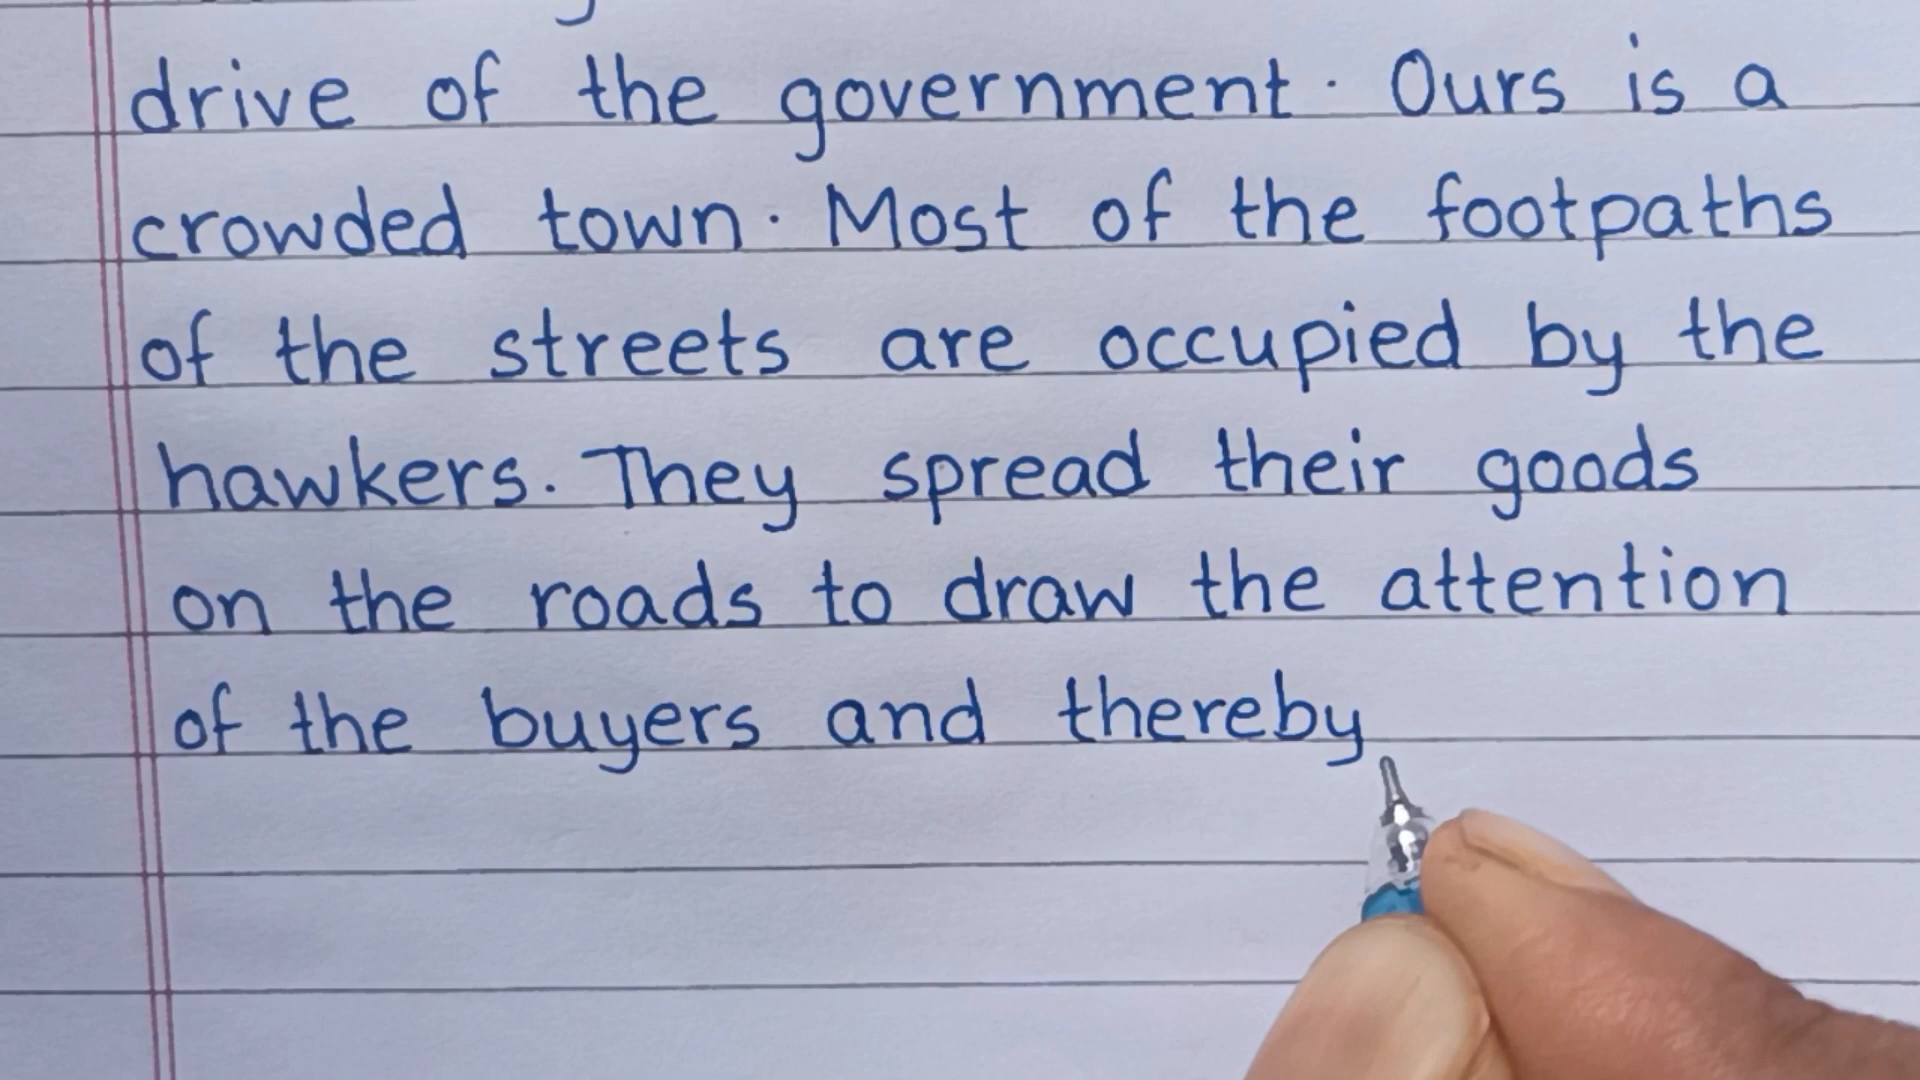 drive of the government. Ours is a
crowded town. Most of the footpaths
of the streets are occupied by the
hawkers. They spread their goods
on the roads to draw the attention
of the buyers and thereby